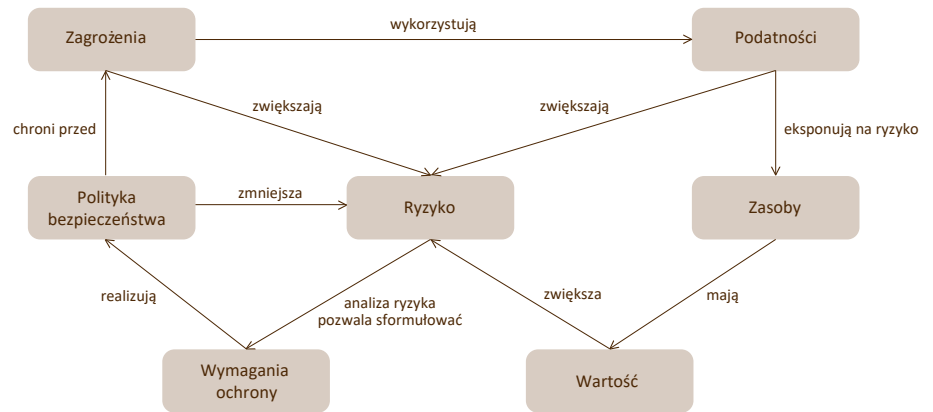 wykorzystują
Zagrożenia
Podatności
zwiększają
zwiększają
chroni przed
eksponują na ryzyko
Polityka
bezpieczeństwa
zmniejsza
Ryzyko
Zasoby
realizują
analiza ryzyka
pozwala sformułować
zwiększa
mają
Wymagania
ochrony
Wartość